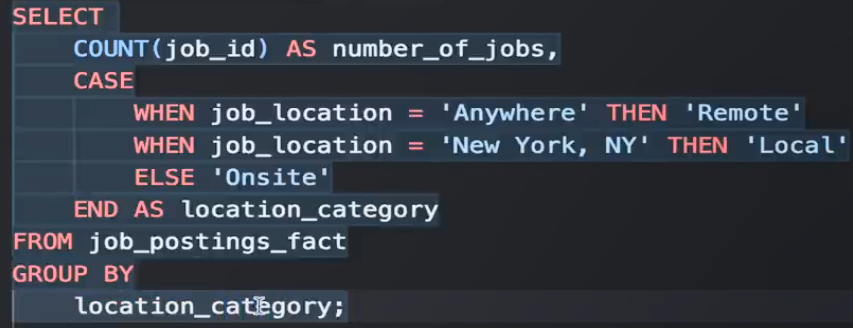 SELECT
COUNT(job_id) AS number_of_jobs,
CASE
WHEN job_location = 'Anywhere' THEN 'Remote'
WHEN job_location = 'New York, NY' THEN 'Local'
ELSE 'Onsite'
END AS location_category
FROM job_postings_fact
GROUP BY
location_category;